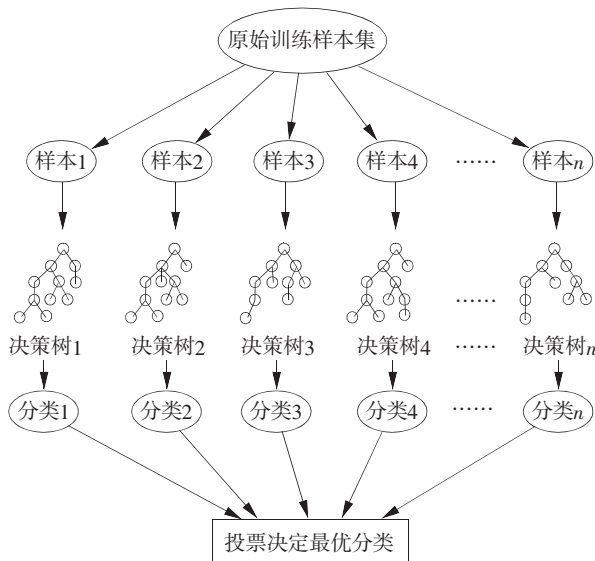 原始训练样本集
样本1 样本2 样本3 样本4 …… 样本n
……
决策树1 决策树2 决策树3 决策树4 …… 决策树n
分类1 分类2 分类3 分类4 …… 分类n
投票决定最优分类